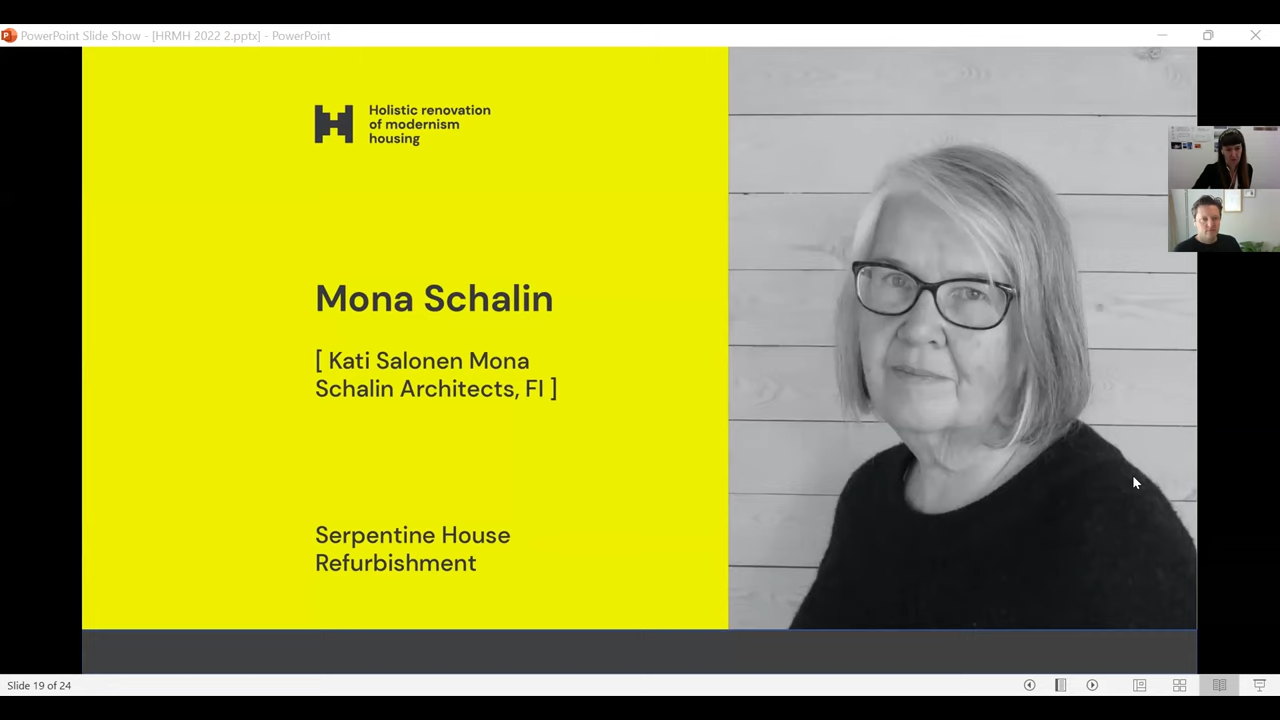 PowerPoint Slide Show - [HRMH 2022 2.pptx] - PowerPoint
Holistic renovation
of modernism
housing
Mona Schalin
[ Kati Salonen Mona
Schalin Architects, FI ]
Serpentine House
Refurbishment
Slide 19 of 24